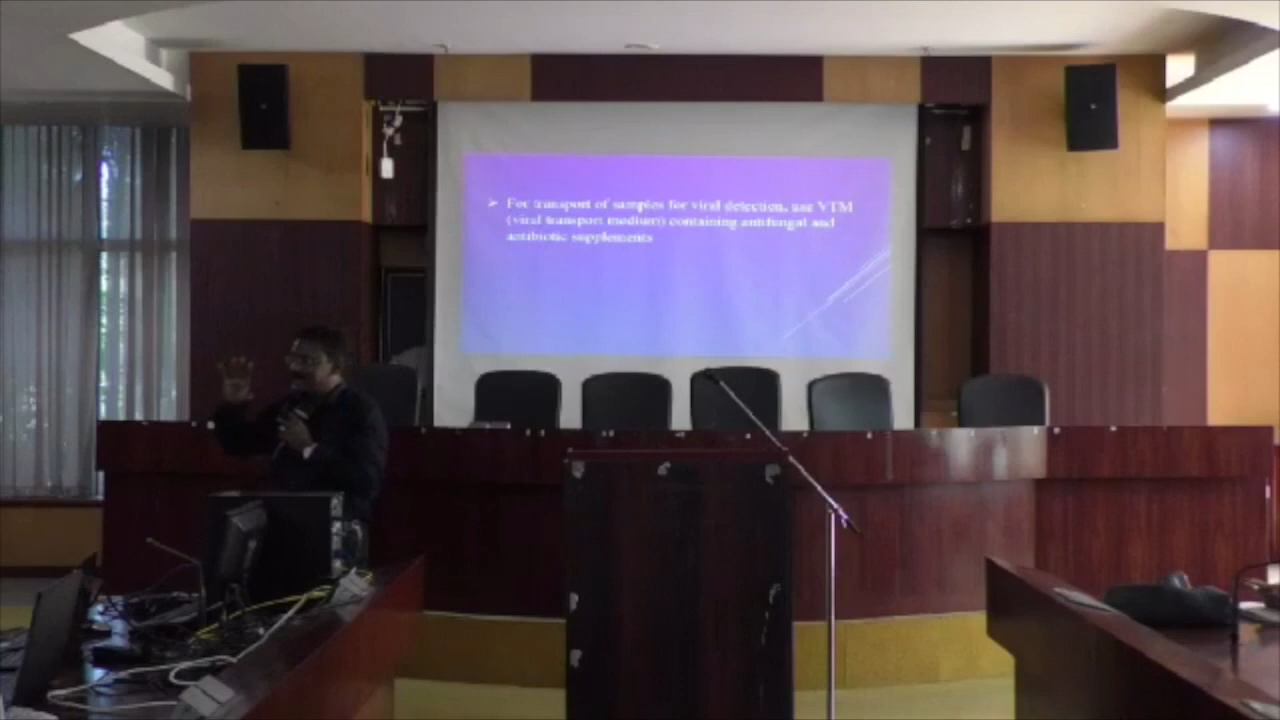 ➢ For transport of samples for viral detection, use VTM
(viral transport medium) containing antifungal and
antibiotic supplements